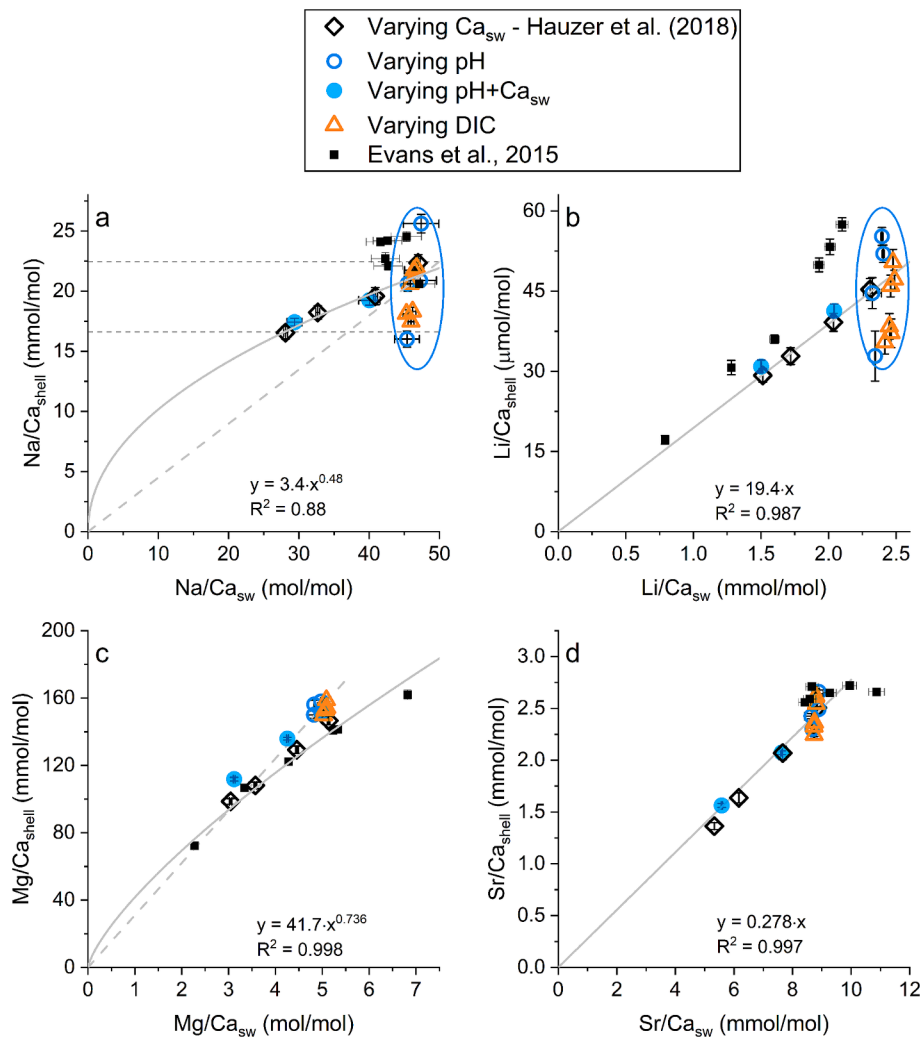 Varying Ca_sw - Hauzer et al. (2018)
Varying pH
Varying pH+Ca_sw
Varying DIC
Evans et al., 2015
a
Na/Ca_shell (mmol/mol)
25
20
15
10
5
0
y = 3.4·x^0.48
R^2 = 0.88
0 10 20 30 40 50
Na/Ca_sw (mol/mol)
b
Li/Ca_shell (μmol/mol)
60
45
30
15
0
y = 19.4·x
R^2 = 0.987
0.0 0.5 1.0 1.5 2.0 2.5
Li/Ca_sw (mmol/mol)
c
Mg/Ca_shell (mmol/mol)
200
160
120
80
40
0
y = 41.7·x^0.736
R^2 = 0.998
0 1 2 3 4 5 6 7
Mg/Ca_sw (mol/mol)
d
Sr/Ca_shell (mmol/mol)
3.0
2.5
2.0
1.5
1.0
0.5
0.0
y = 0.278·x
R^2 = 0.997
0 2 4 6 8 10 12
Sr/Ca_sw (mmol/mol)